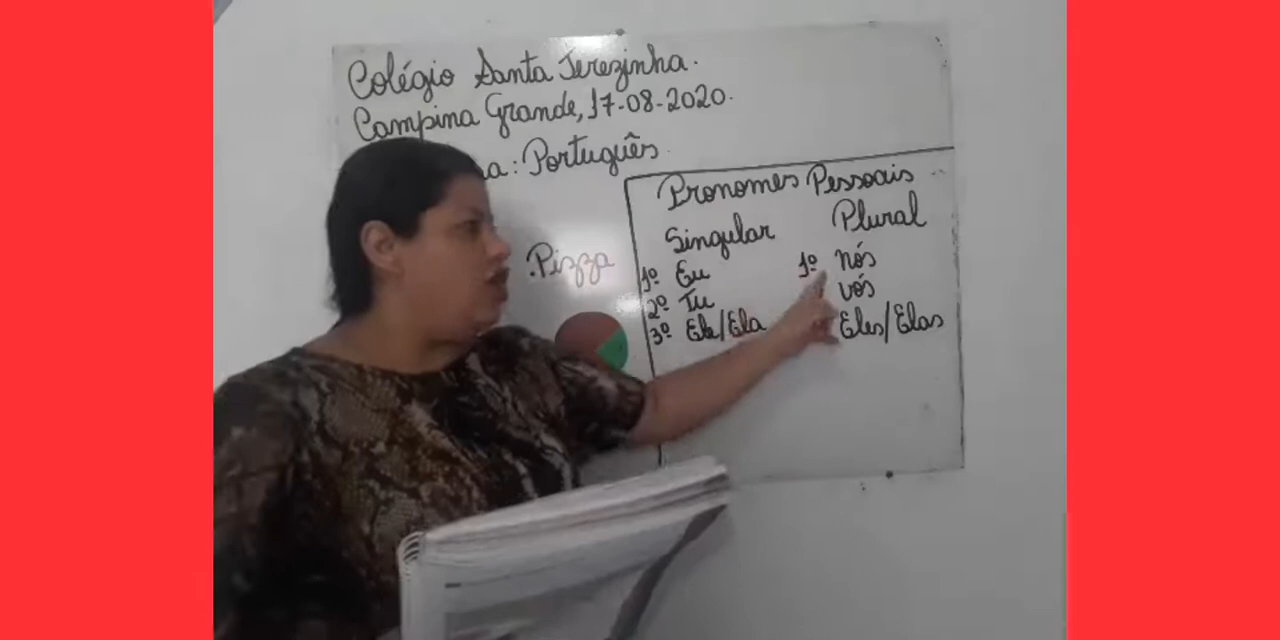 Colégio Santa Terezinha.
Campina Grande, 17-08-2020.
a: Português
Pronomes Pessoais
Singular Plural
.Pizza
1º Eu 1º nós
2º Tu vós
3º Ele/Ela Eles/Elas